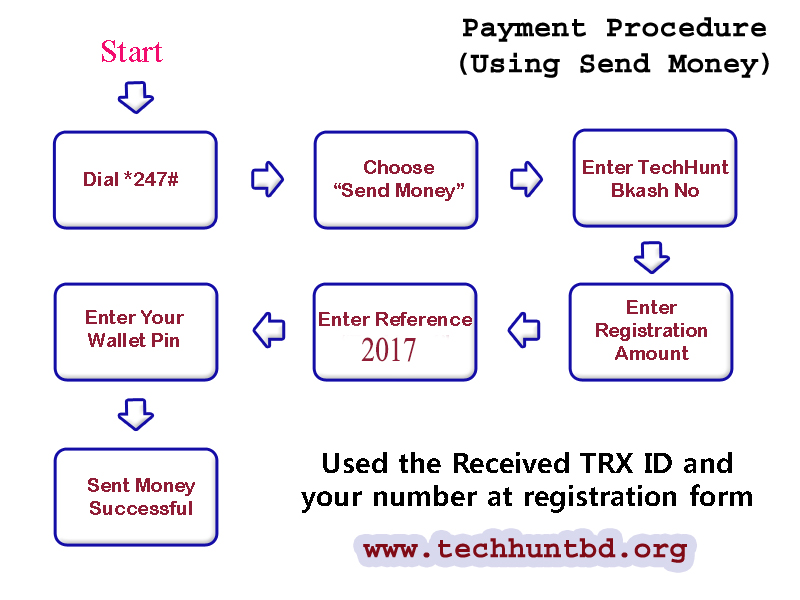 Payment Procedure
(Using Send Money)
Start
Dial *247#
Choose
“Send Money”
Enter TechHunt
Bkash No
Enter
Registration
Amount
Enter Reference
2017
Enter Your
Wallet Pin
Sent Money
Successful
Used the Received TRX ID and
your number at registration form
www.techhuntbd.org